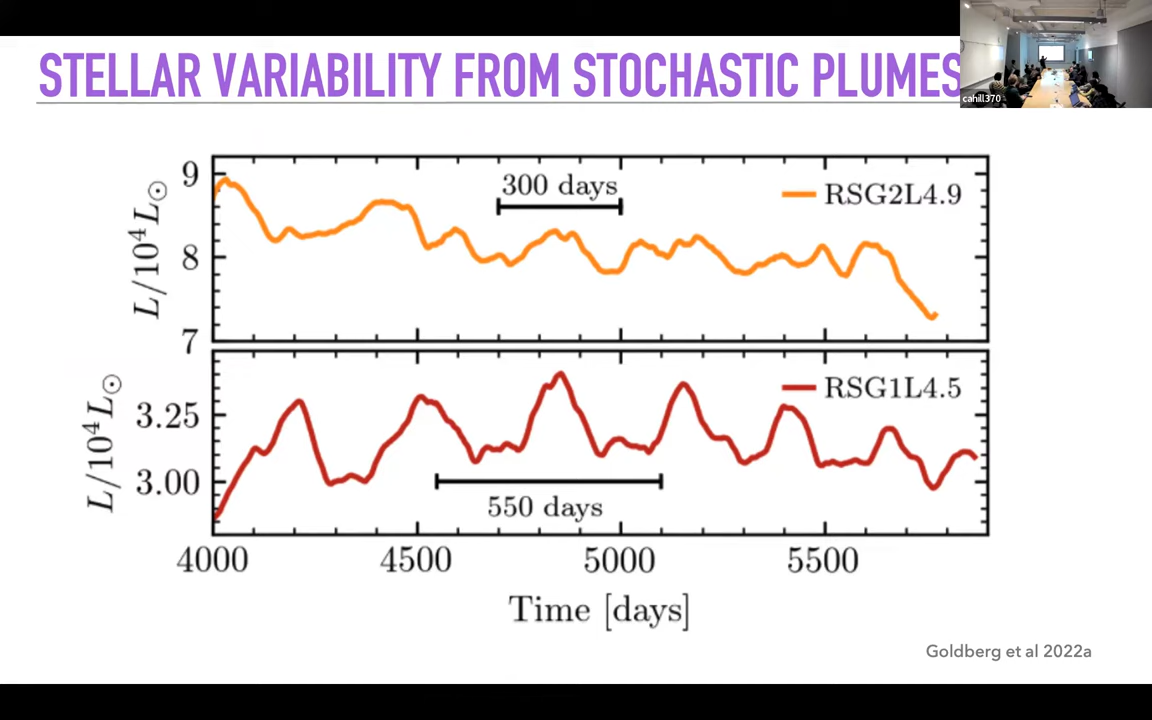 STELLAR VARIABILITY FROM STOCHASTIC PLUMES
cahill370
9
8
7
L/10⁴L☉
300 days
RSG2L4.9
3.25
3.00
L/10⁴L☉
RSG1L4.5
550 days
4000 4500 5000 5500
Time [days]
Goldberg et al 2022a